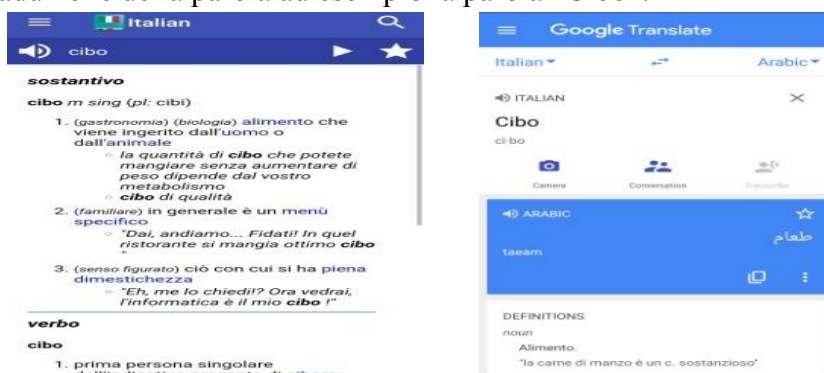 Italian
cibo
sostantivo
cibo m sing (pl: cibi)
1. (gastronomia) (biologia) alimento che
viene ingerito dall'uomo o
dall'animale
◦ la quantità di cibo che potete
mangiare senza aumentare di
peso dipende dal vostro
metabolismo
◦ cibo di qualità
2. (familiare) in generale è un menù
specifico
◦ "Dai, andiamo... Fidati! In quel
ristorante si mangia ottimo cibo
"
3. (senso figurato) ciò con cui si ha piena
dimestichezza
◦ "Eh, me lo chiedi!? Ora vedrai,
l'informatica è il mio cibo !"
verbo
cibo
1. prima persona singolare
Google Translate
Italian
Arabic
ITALIAN
Cibo
ci·bo
Camera
Conversation
Transcribe
ARABIC
طعام
taeam
DEFINITIONS
noun
Alimento.
"la carne di manzo è un c. sostanzioso"